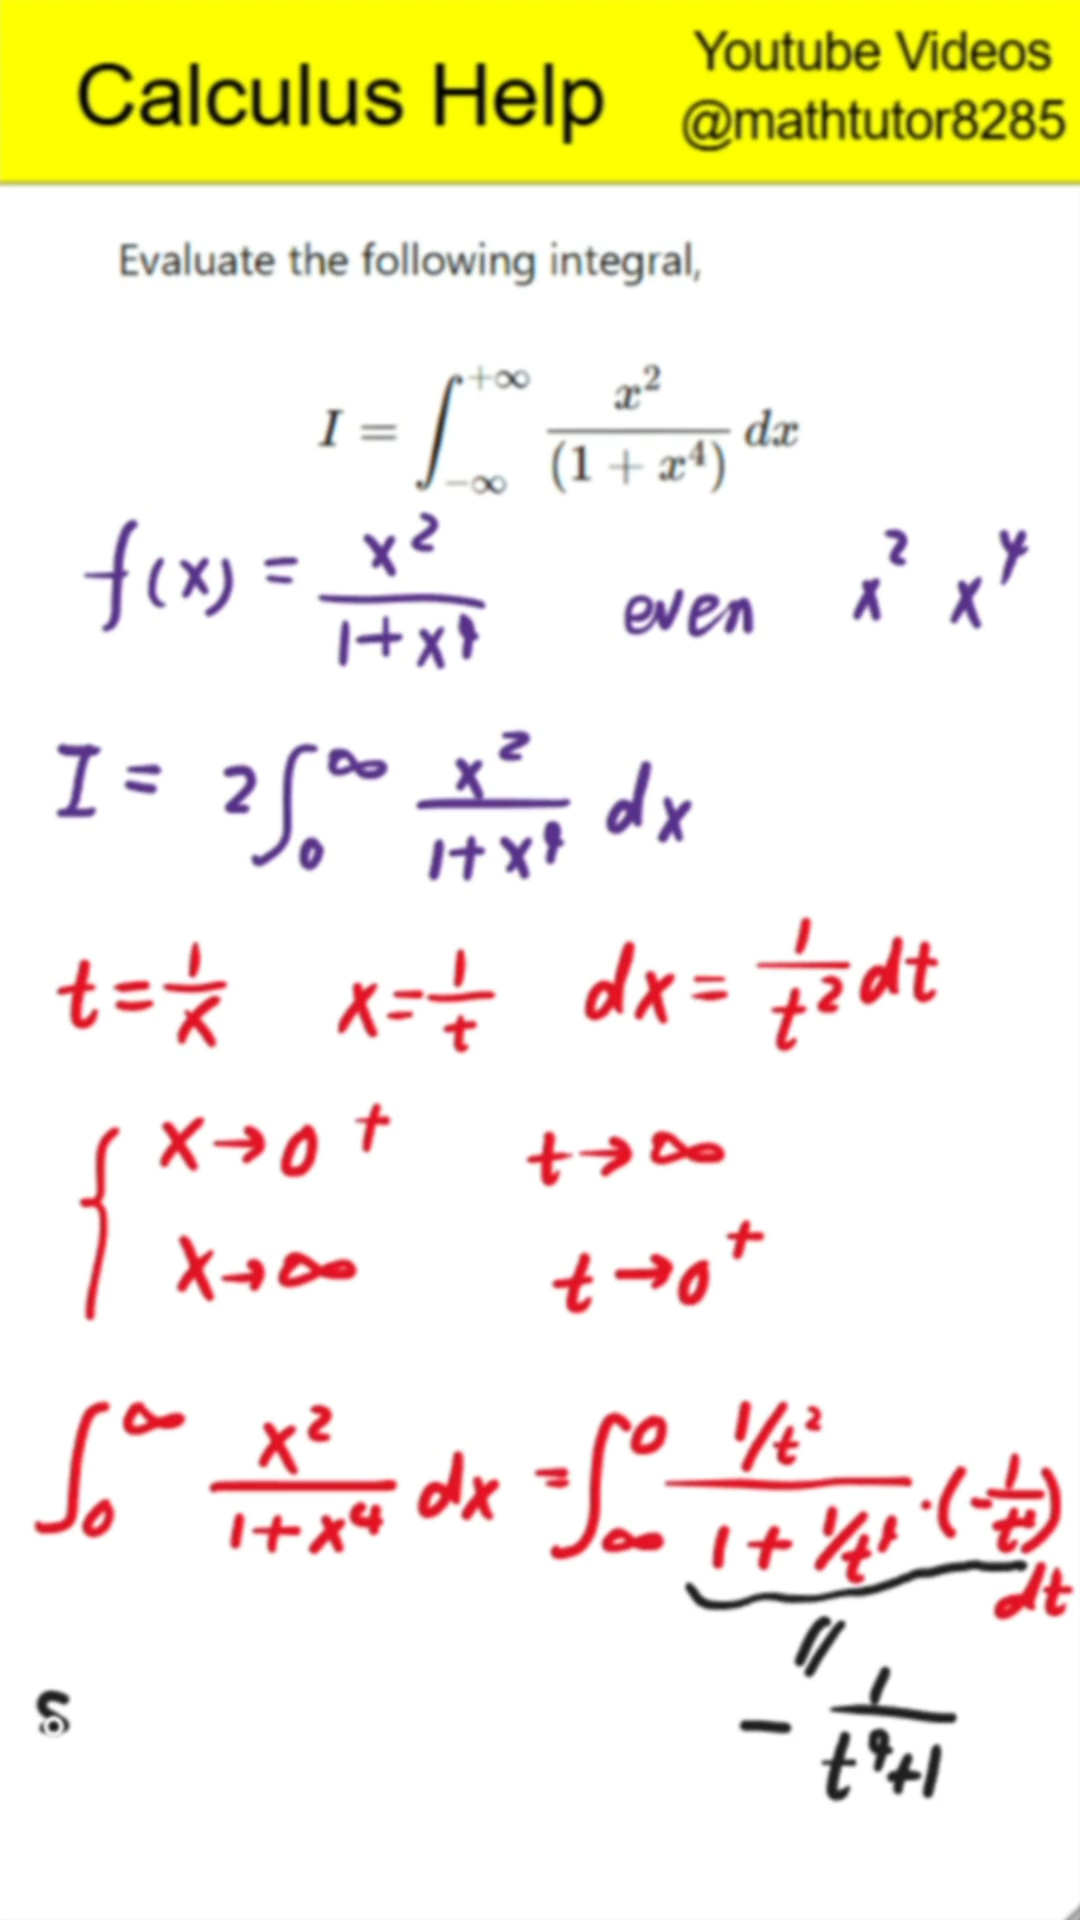 Calculus Help
Youtube Videos
@mathtutor8285
Evaluate the following integral,
I = ∫_{-∞}^{+∞} x^2/(1 + x^4) dx
f(x) = x^2/(1+x^4) even x^2 x^4
I = 2∫_0^∞ x^2/(1+x^4) dx
t = 1/x x = 1/t dx = 1/t^2 dt
{ x→0^+ t→∞
x→∞ t→0^+
∫_0^∞ x^2/(1+x^4) dx = ∫_∞^0 (1/t^2)/(1 + 1/t^4) · (-1/t^2) dt
= -1/(t^4+1)